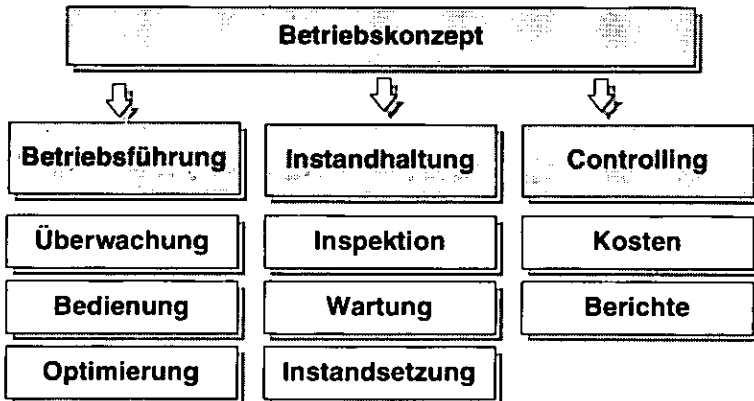 Betriebskonzept
Betriebsführung
Instandhaltung
Controlling
Überwachung
Inspektion
Kosten
Bedienung
Wartung
Berichte
Optimierung
Instandsetzung